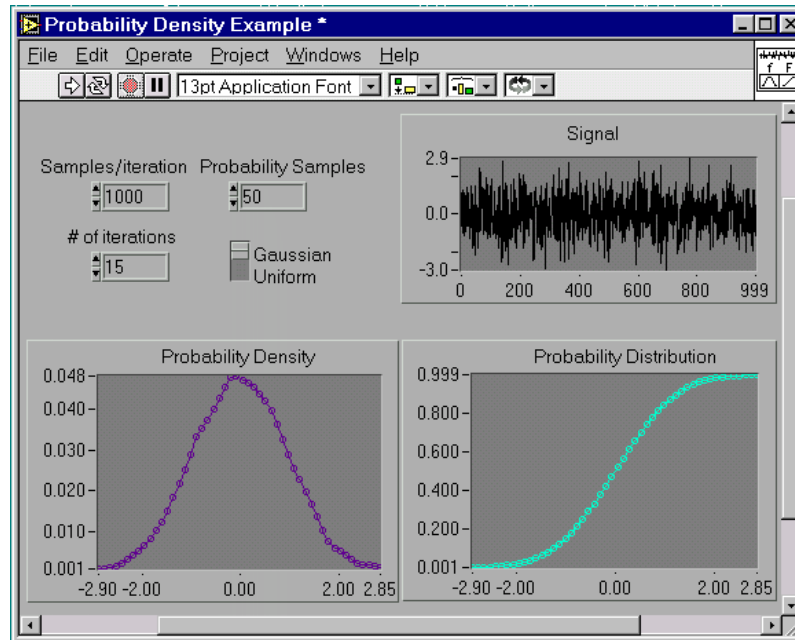 Probability Density Example *
File Edit Operate Project Windows Help
13pt Application Font
f F
Signal
2.9
0.0
-3.0
0 200 400 600 800 999
Samples/iteration Probability Samples
1000 50
# of iterations
15
Gaussian
Uniform
Probability Density
0.048
0.040
0.030
0.020
0.010
0.001
-2.90 -2.00 0.00 2.00 2.85
Probability Distribution
0.999
0.800
0.600
0.400
0.200
0.001
-2.90 -2.00 0.00 2.00 2.85